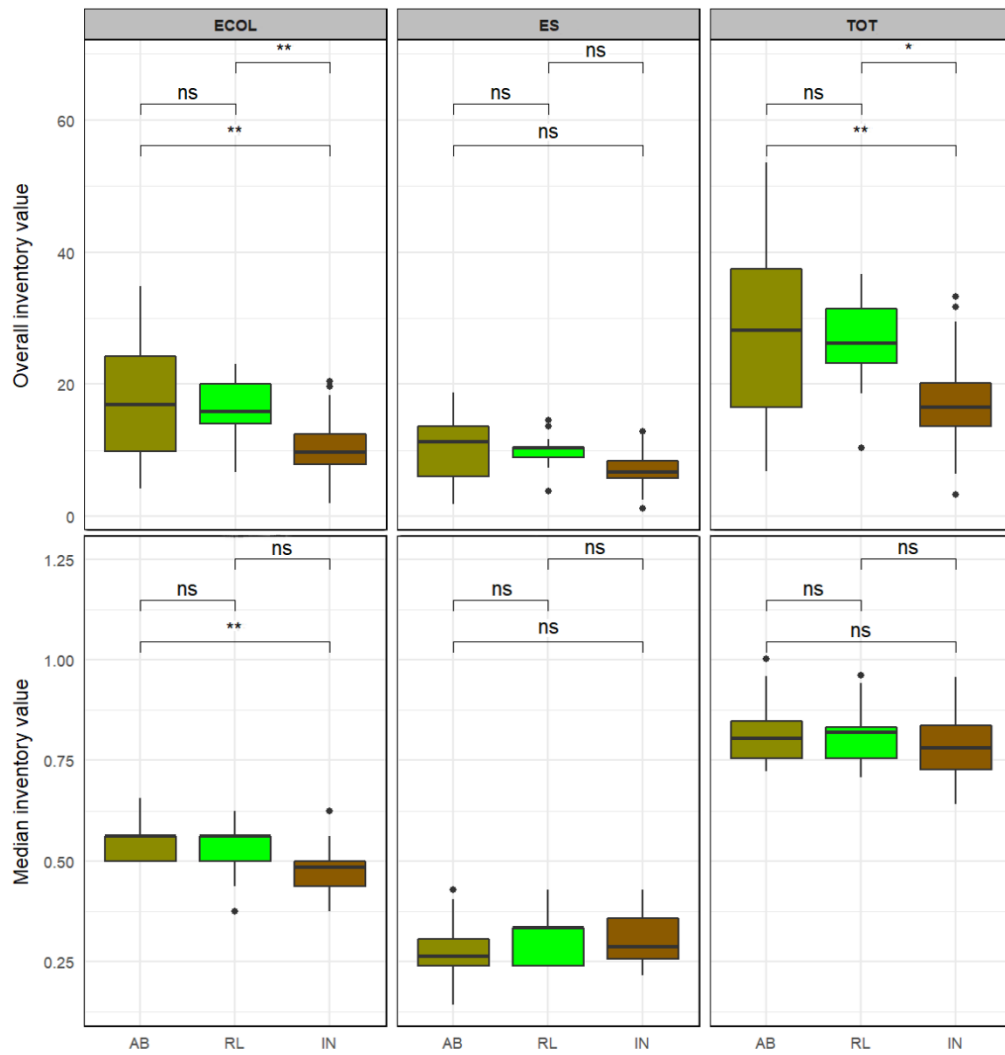 ECOL ES TOT
Overall inventory value
60
40
20
0
**
ns
**
ns
ns
ns
*
ns
**
Median inventory value
1.25
1.00
0.75
0.50
0.25
ns
ns
**
ns
ns
ns
ns
ns
ns
AB RL IN AB RL IN AB RL IN